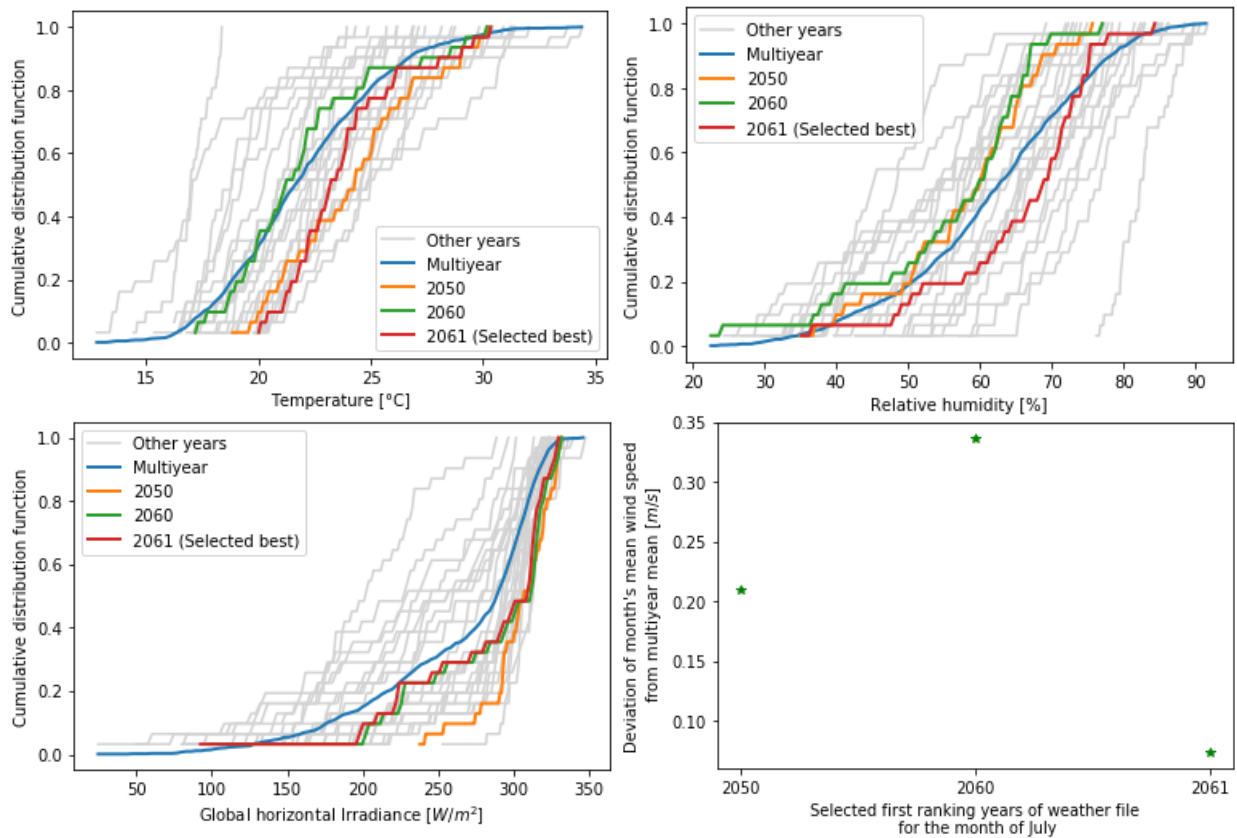 Cumulative distribution function
1.0
0.8
0.6
0.4
0.2
0.0
Other years
Multiyear
2050
2060
2061 (Selected best)
15
20
25
30
35
Temperature [°C]
Cumulative distribution function
1.0
0.8
0.6
0.4
0.2
0.0
Other years
Multiyear
2050
2060
2061 (Selected best)
20
30
40
50
60
70
80
90
Relative humidity [%]
Cumulative distribution function
1.0
0.8
0.6
0.4
0.2
0.0
Other years
Multiyear
2050
2060
2061 (Selected best)
50
100
150
200
250
300
350
Global horizontal Irradiance [W/m²]
Deviation of month's mean wind speed
from multiyear mean [m/s]
0.35
0.30
0.25
0.20
0.15
0.10
2050
2060
2061
Selected first ranking years of weather file
for the month of July